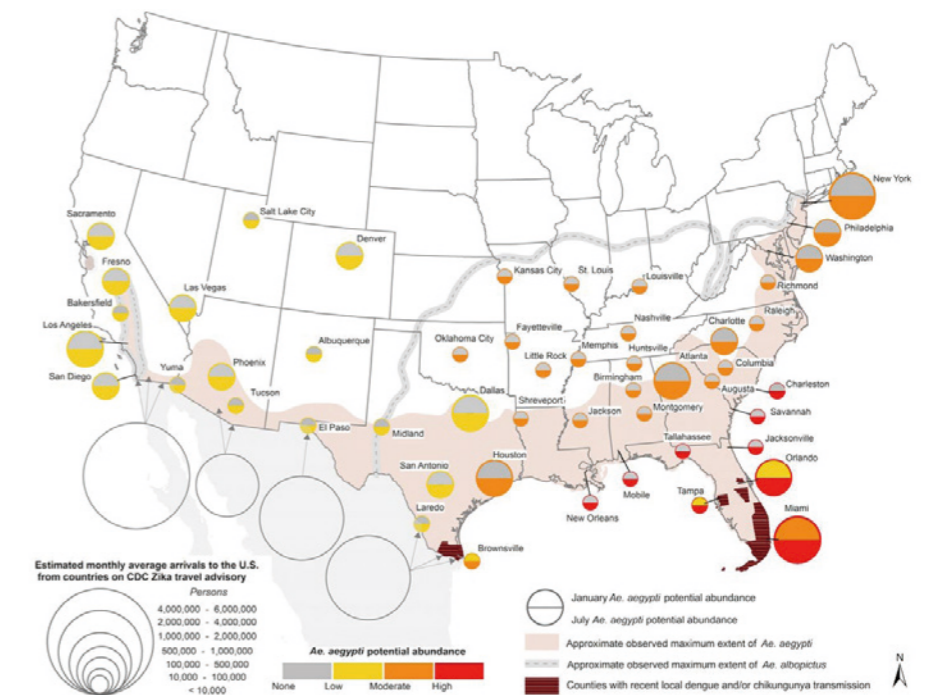 New York
Philadelphia
Washington
Sacramento
Salt Lake City
Denver
Fresno
Kansas City
St. Louis
Louisville
Richmond
Las Vegas
Bakersfield
Raleigh
Nashville
Charlotte
Los Angeles
Fayetteville
Albuquerque
Oklahoma City
Memphis
Huntsville
Little Rock
Atlanta
Columbia
Yuma
Phoenix
San Diego
Birmingham
Augusta
Charleston
Tucson
Dallas
Shreveport
Jackson
Montgomery
Savannah
El Paso
Midland
Tallahassee
Jacksonville
Houston
Orlando
San Antonio
Mobile
Tampa
New Orleans
Laredo
Miami
Brownsville
Estimated monthly average arrivals to the U.S.
from countries on CDC Zika travel advisory
Persons
4,000,000 - 6,000,000
2,000,000 - 4,000,000
1,000,000 - 2,000,000
500,000 - 1,000,000
100,000 - 500,000
10,000 - 100,000
< 10,000
Ae. aegypti potential abundance
None
Low
Moderate
High
January Ae. aegypti potential abundance
July Ae. aegypti potential abundance
Approximate observed maximum extent of Ae. aegypti
Approximate observed maximum extent of Ae. albopictus
Counties with recent local dengue and/or chikungunya transmission
N